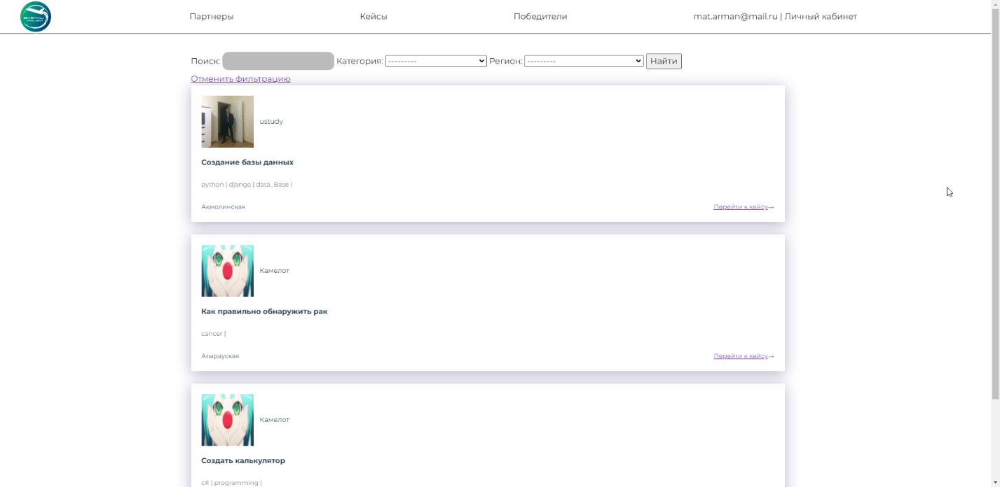 Партнеры Кейсы Победители mat.arman@mail.ru | Личный кабинет
Поиск: Категория: --------- Регион: --------- Найти
Отменить фильтрацию
ustudy
Создание базы данных
python | django | data_Base |
Акмолинская Перейти к кейсу→
Камелот
Как правильно обнаружить рак
cancer |
Атырауская Перейти к кейсу→
Камелот
Создать калькулятор
c# | programming |